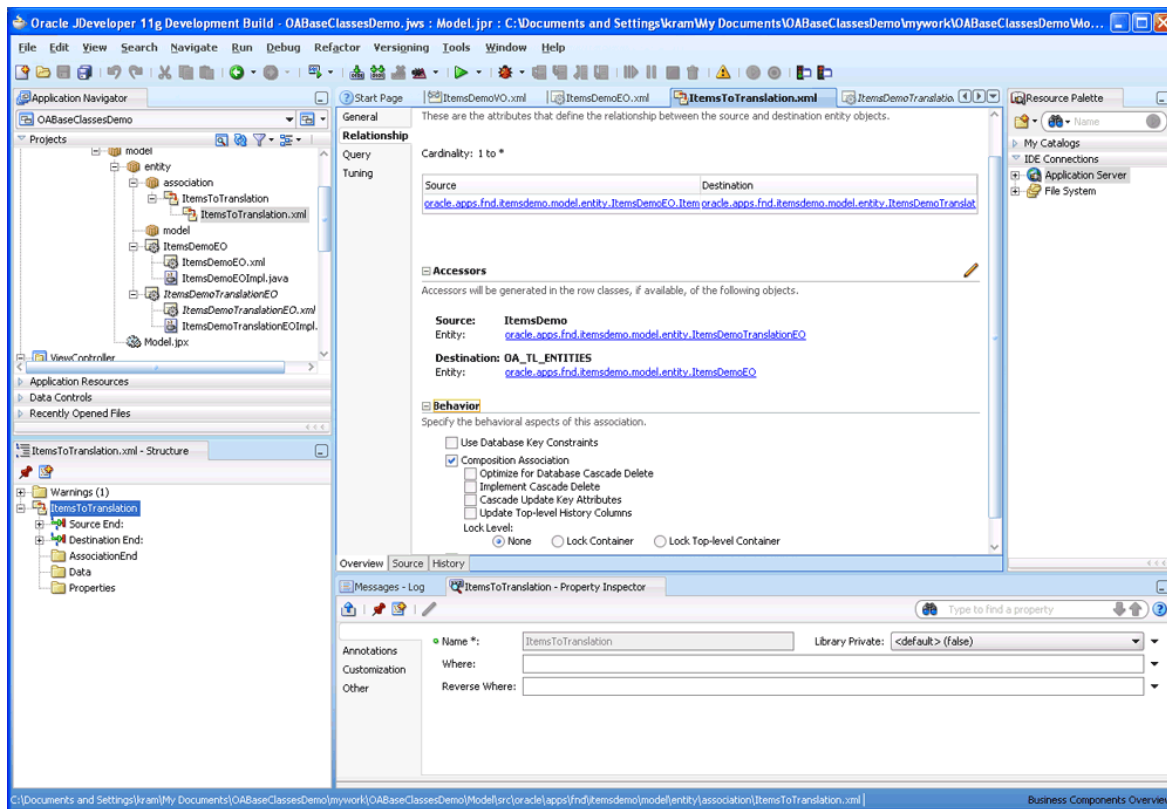 Oracle JDeveloper 11g Development Build - OABaseClassesDemo.jws : Model.jpr : C:\Documents and Settings\kram\My Documents\OABaseClassesDemo\mywork\OABaseClassesDemo\Mo...
File Edit View Search Navigate Run Debug Refactor Versioning Tools Window Help
Application Navigator
OABaseClassesDemo
Projects
model
entity
association
ItemsToTranslation
ItemsToTranslation.xml
model
ItemsDemoEO
ItemsDemoEO.xml
ItemsDemoEOImpl.java
ItemsDemoTranslationEO
ItemsDemoTranslationEO.xml
ItemsDemoTranslationEOImpl.
Model.jpx
ViewController
Application Resources
Data Controls
Recently Opened Files
ItemsToTranslation.xml - Structure
Warnings (1)
ItemsToTranslation
Source End:
Destination End:
AssociationEnd
Data
Properties
Start Page ItemsDemoVO.xml ItemsDemoEO.xml ItemsToTranslation.xml ItemsDemoTranslatio
General
Relationship
Query
Tuning
These are the attributes that define the relationship between the source and destination entity objects.
Cardinality: 1 to *
Source Destination
oracle.apps.fnd.itemsdemo.model.entity.ItemsDemoEO.Item oracle.apps.fnd.itemsdemo.model.entity.ItemsDemoTranslat
Accessors
Accessors will be generated in the row classes, if available, of the following objects.
Source: ItemsDemo
Entity: oracle.apps.fnd.itemsdemo.model.entity.ItemsDemoTranslationEO
Destination: OA_TL_ENTITIES
Entity: oracle.apps.fnd.itemsdemo.model.entity.ItemsDemoEO
Behavior
Specify the behavioral aspects of this association.
Use Database Key Constraints
Composition Association
Optimize for Database Cascade Delete
Implement Cascade Delete
Cascade Update Key Attributes
Update Top-level History Columns
Lock Level:
None Lock Container Lock Top-level Container
Overview Source History
Resource Palette
Name
My Catalogs
IDE Connections
Application Server
File System
Messages - Log ItemsToTranslation - Property Inspector
Type to find a property
Annotations
Customization
Other
Name *: ItemsToTranslation Library Private: <default> (false)
Where:
Reverse Where:
C:\Documents and Settings\kram\My Documents\OABaseClassesDemo\mywork\OABaseClassesDemo\Model\src\oracle\apps\fnd\itemsdemo\model\entity\association\ItemsToTranslation.xml Business Components Overview